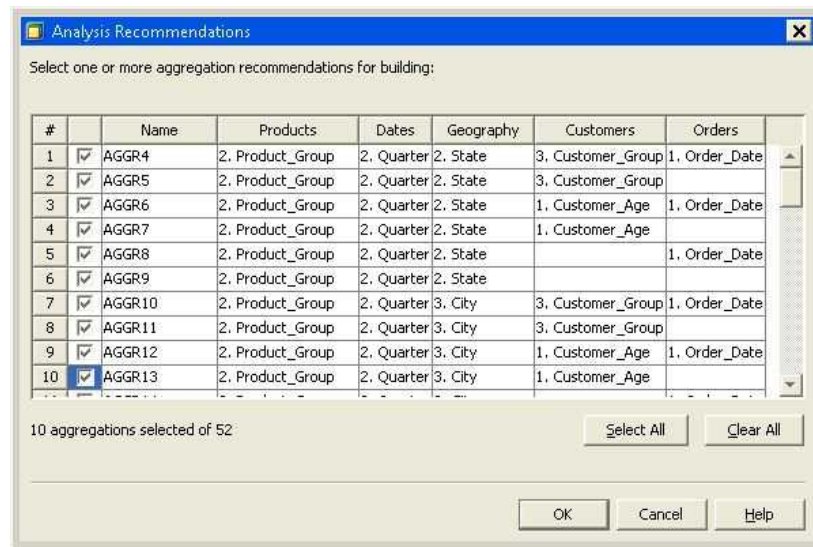 Analysis Recommendations
Select one or more aggregation recommendations for building:
# Name Products Dates Geography Customers Orders
1 AGGR4 2. Product_Group 2. Quarter 2. State 3. Customer_Group 1. Order_Date
2 AGGR5 2. Product_Group 2. Quarter 2. State 3. Customer_Group
3 AGGR6 2. Product_Group 2. Quarter 2. State 1. Customer_Age 1. Order_Date
4 AGGR7 2. Product_Group 2. Quarter 2. State 1. Customer_Age
5 AGGR8 2. Product_Group 2. Quarter 2. State 1. Order_Date
6 AGGR9 2. Product_Group 2. Quarter 2. State
7 AGGR10 2. Product_Group 2. Quarter 3. City 3. Customer_Group 1. Order_Date
8 AGGR11 2. Product_Group 2. Quarter 3. City 3. Customer_Group
9 AGGR12 2. Product_Group 2. Quarter 3. City 1. Customer_Age 1. Order_Date
10 AGGR13 2. Product_Group 2. Quarter 3. City 1. Customer_Age
10 aggregations selected of 52 Select All Clear All
OK Cancel Help